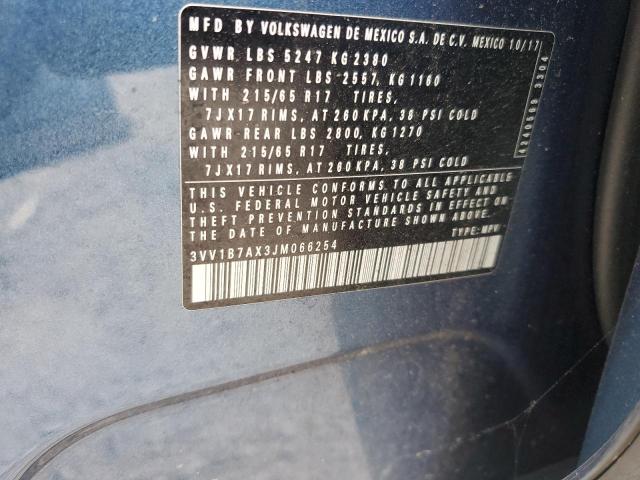 MFD BY VOLKSWAGEN DE MEXICO S.A. DE C.V. MEXICO 10/17
GVWR LBS 5247 KG 2380
GAWR FRONT LBS 2557, KG 1160
WITH 215/65 R17 TIRES,
7JX17 RIMS, AT 260 KPA, 38 PSI COLD
GAWR-REAR LBS 2800, KG 1270
WITH 215/65 R17 TIRES,
7JX17 RIMS, AT 260 KPA, 38 PSI COLD
THIS VEHICLE CONFORMS TO ALL APPLICABLE
U.S. FEDERAL MOTOR VEHICLE SAFETY AND
THEFT PREVENTION STANDARDS IN EFFECT ON
DATE OF MANUFACTURE SHOWN ABOVE.
3VV1B7AX3JM066254 TYPE: MPV
3304